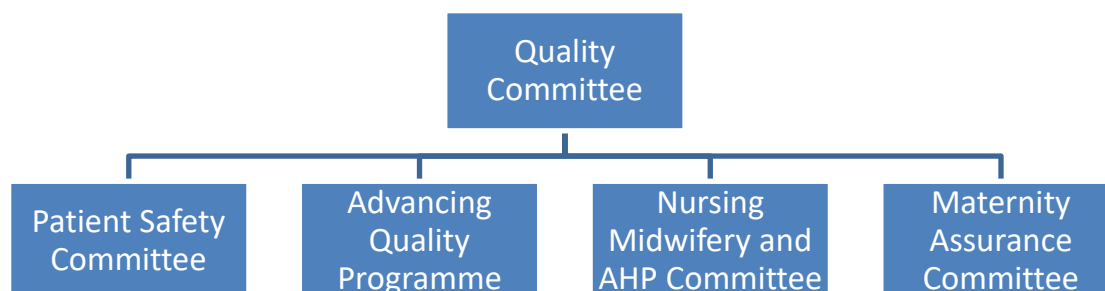 Quality
Committee
Patient Safety
Committee
Advancing
Quality
Programme
Nursing
Midwifery and
AHP Committee
Maternity
Assurance
Committee